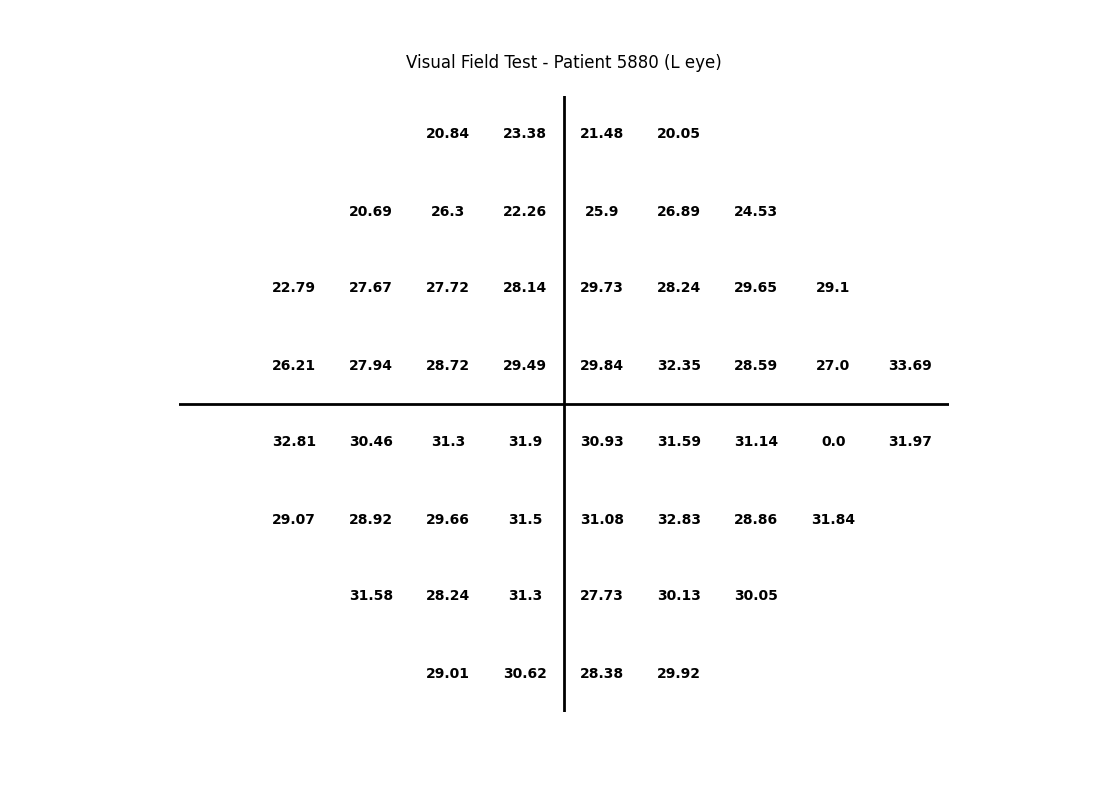 Visual Field Test - Patient 5880 (L eye)
20.84 23.38 21.48 20.05
20.69 26.3 22.26 25.9 26.89 24.53
22.79 27.67 27.72 28.14 29.73 28.24 29.65 29.1
26.21 27.94 28.72 29.49 29.84 32.35 28.59 27.0 33.69
32.81 30.46 31.3 31.9 30.93 31.59 31.14 0.0 31.97
29.07 28.92 29.66 31.5 31.08 32.83 28.86 31.84
31.58 28.24 31.3 27.73 30.13 30.05
29.01 30.62 28.38 29.92